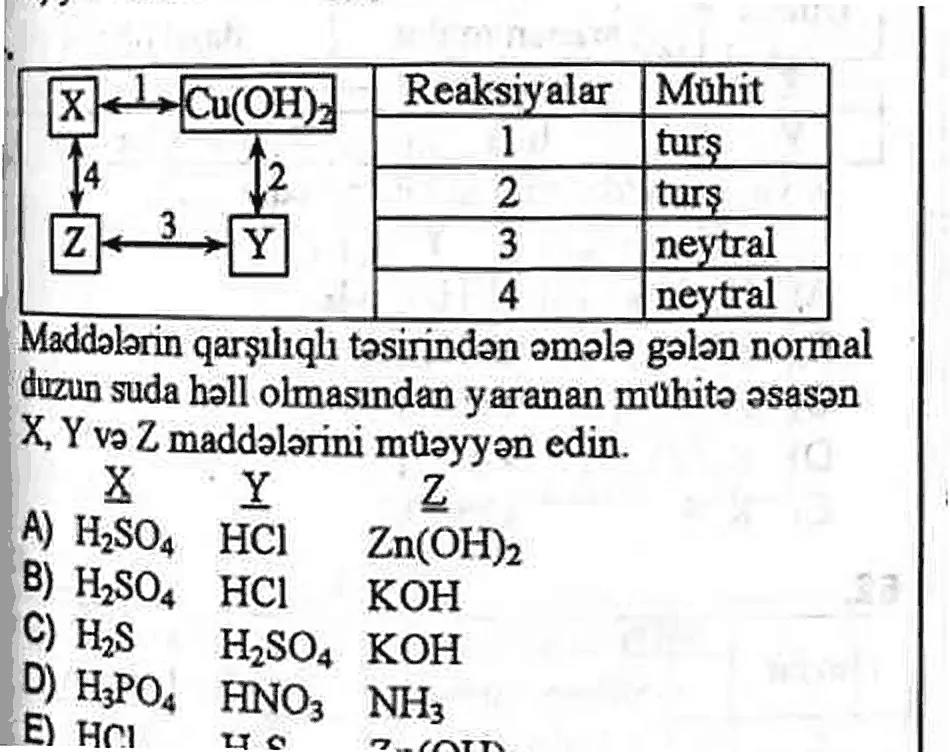 X 1 Cu(OH)₂
4 2
Z 3 Y
Reaksiyalar Mühit
1 turş
2 turş
3 neytral
4 neytral
Maddələrin qarşılıqlı təsirindən əmələ gələn normal
duzun suda həll olmasından yaranan mühitə əsasən
X, Y və Z maddələrini müəyyən edin.
X Y Z
A) H₂SO₄ HCl Zn(OH)₂
B) H₂SO₄ HCl KOH
C) H₂S H₂SO₄ KOH
D) H₃PO₄ HNO₃ NH₃
E) HCl